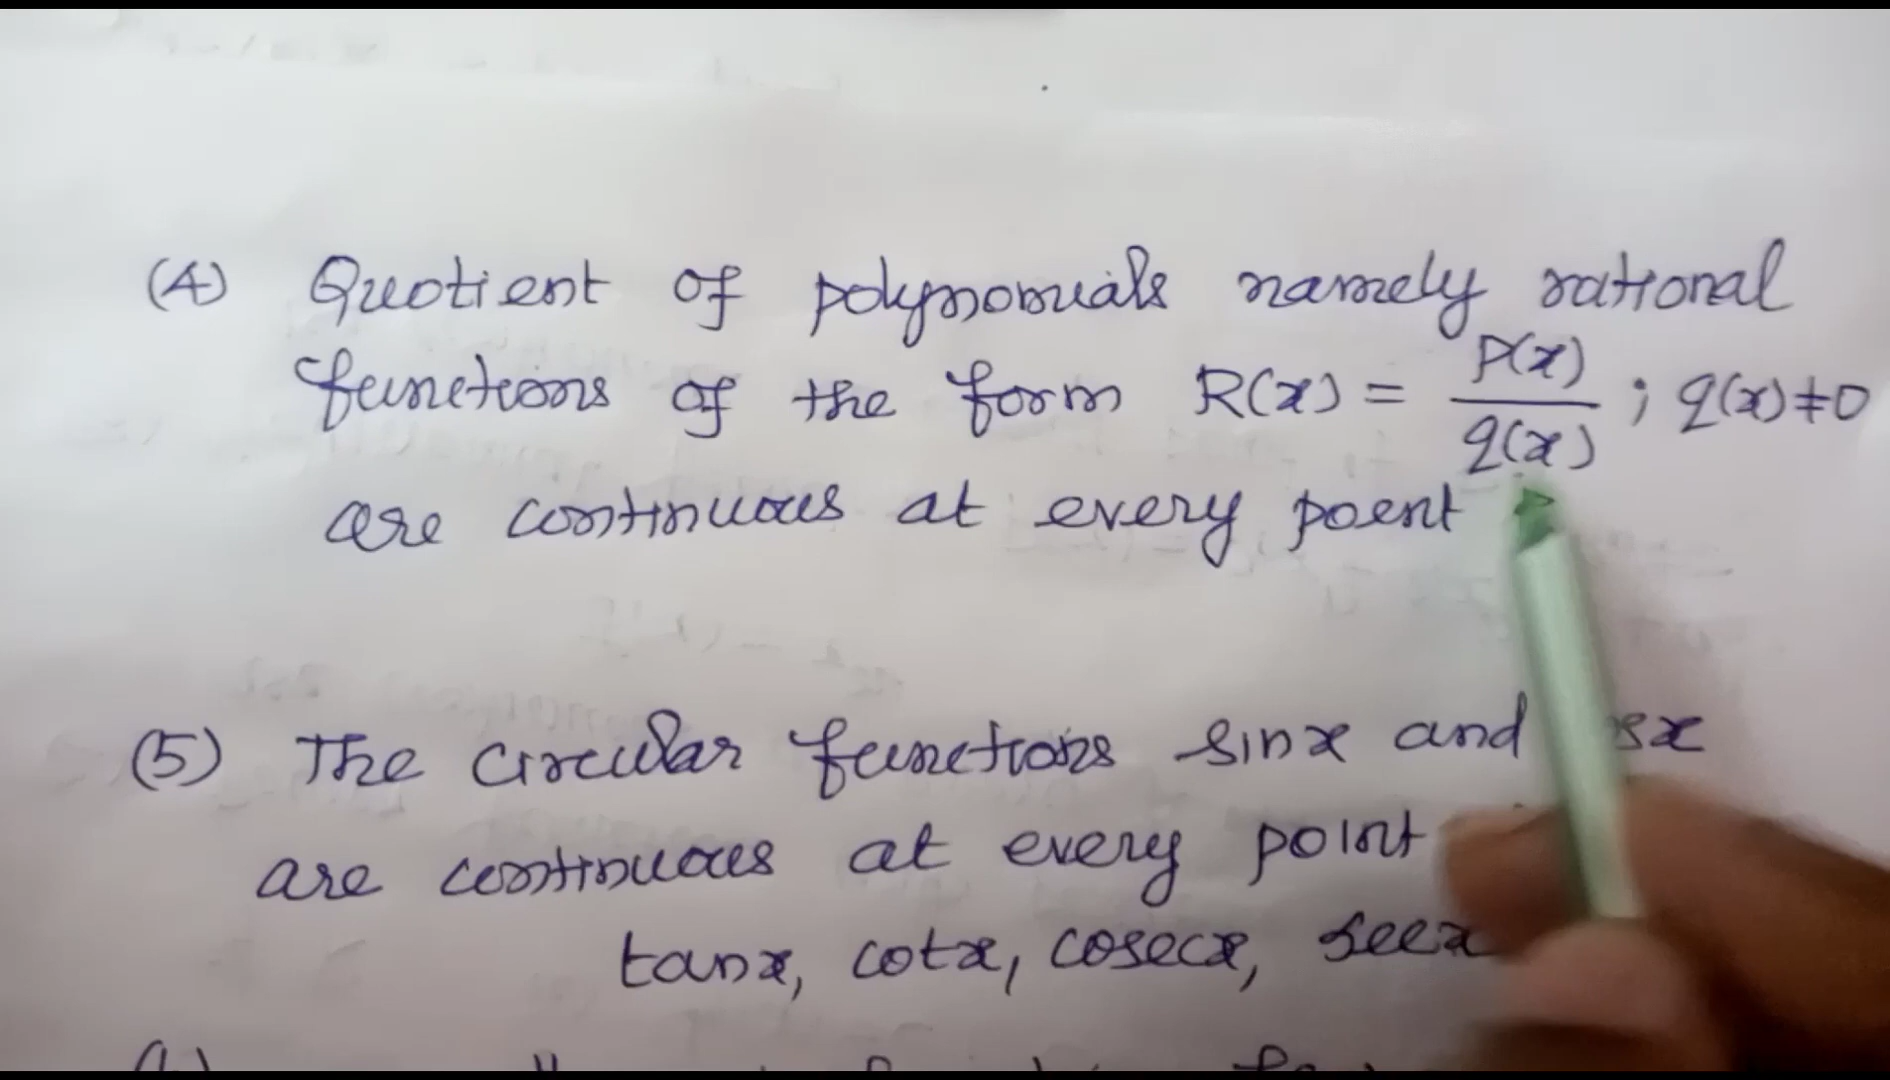 (4) Quotient of polynomials namely rational
functions of the form R(x) = P(x)/q(x) ; q(x)≠0
are continuous at every point
(5) The circular functions sinx and
are continuous at every point
tanx, cotx, cosecx, secx